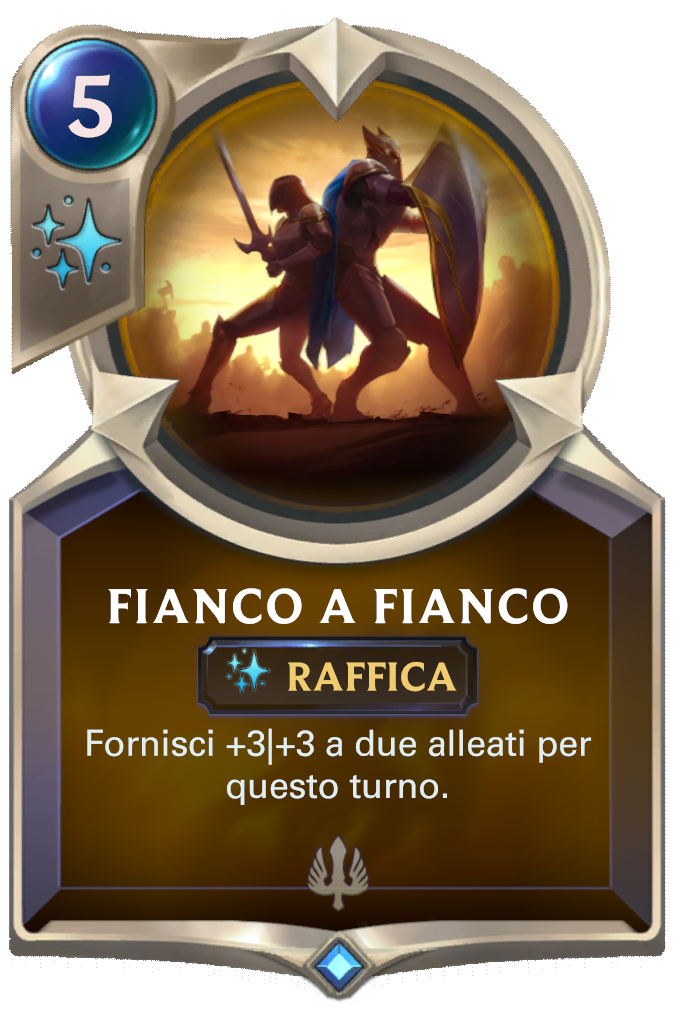 5
FIANCO A FIANCO
RAFFICA
Fornisci +3|+3 a due alleati per
questo turno.